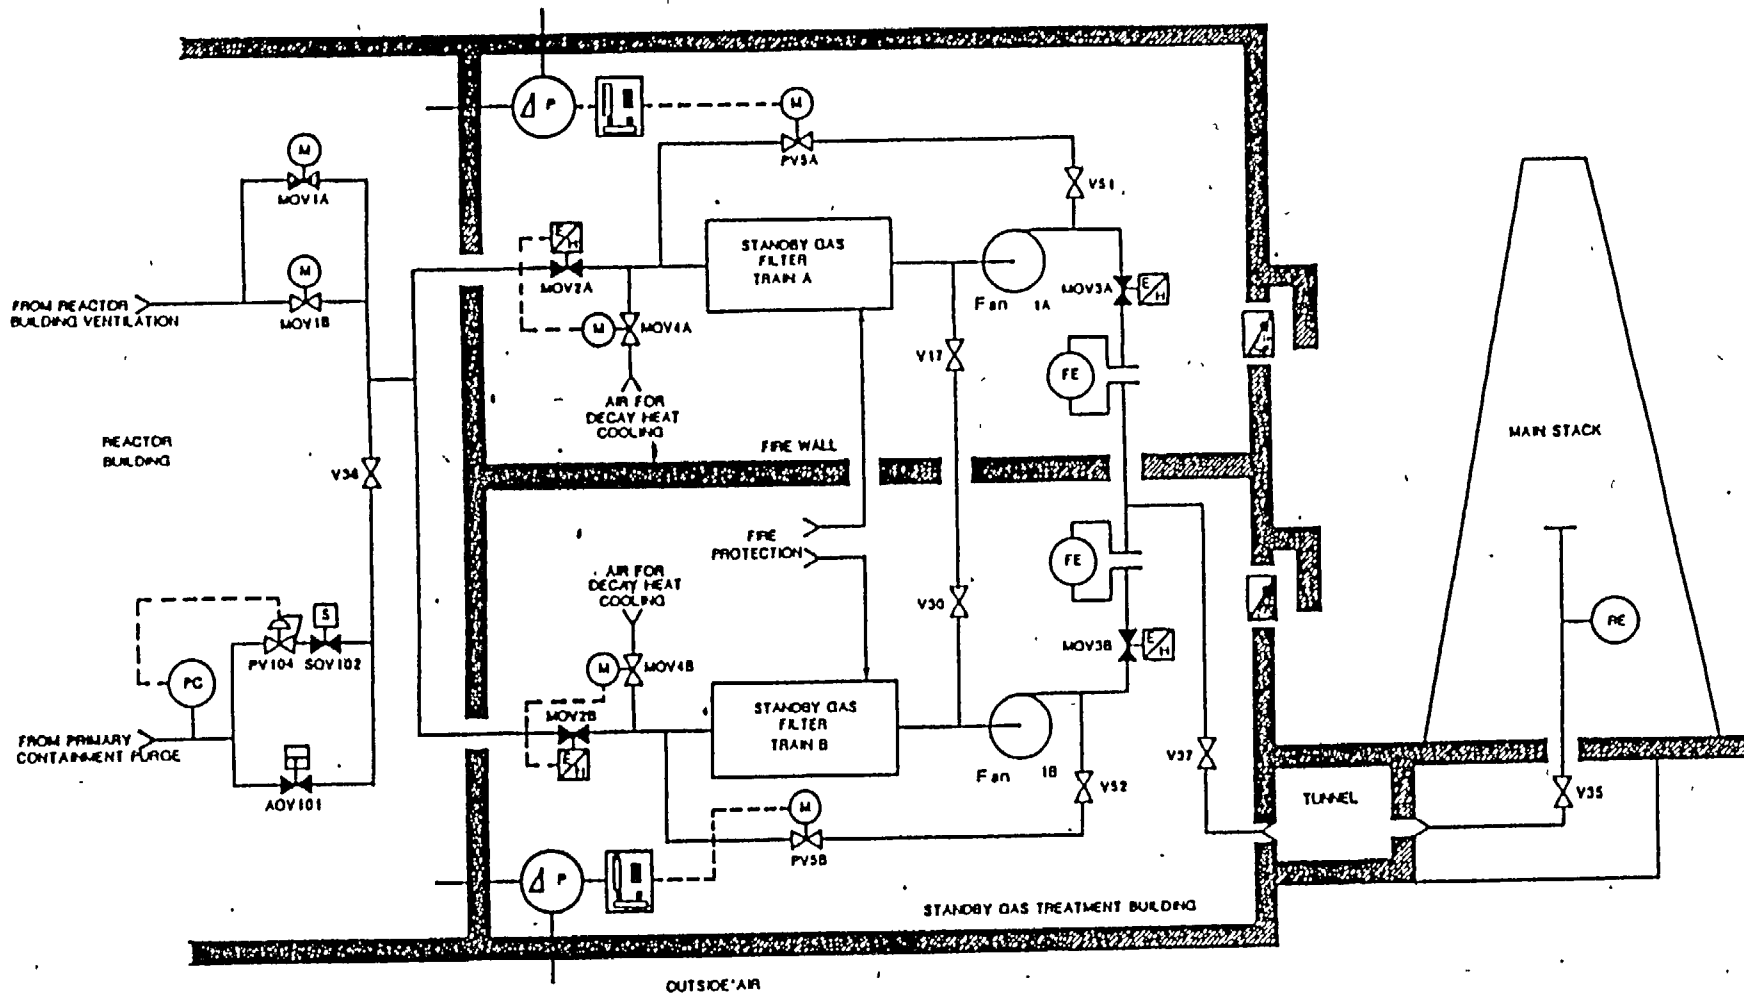 Δ P
M
PV5A
M
MOV1A
V51
E/H
MOV2A
STANDBY GAS
FILTER
TRAIN A
M
MOV1B
FROM REACTOR
BUILDING VENTILATION
M
MOV4A
Fan 1A
MOV3A
E/H
V17
FE
AIR FOR
DECAY HEAT
COOLING
FIRE WALL
REACTOR
BUILDING
MAIN STACK
FIRE
PROTECTION
FE
AIR FOR
DECAY HEAT
COOLING
V30
RE
S
PV104
SOV102
PC
M
MOV4B
MOV3B
E/H
MOV2B
E/H
STANDBY GAS
FILTER
TRAIN B
Fan 1B
FROM PRIMARY
CONTAINMENT PURGE
AOV101
V37
V52
TUNNEL
V35
M
PV5B
Δ P
STANDBY GAS TREATMENT BUILDING
OUTSIDE AIR